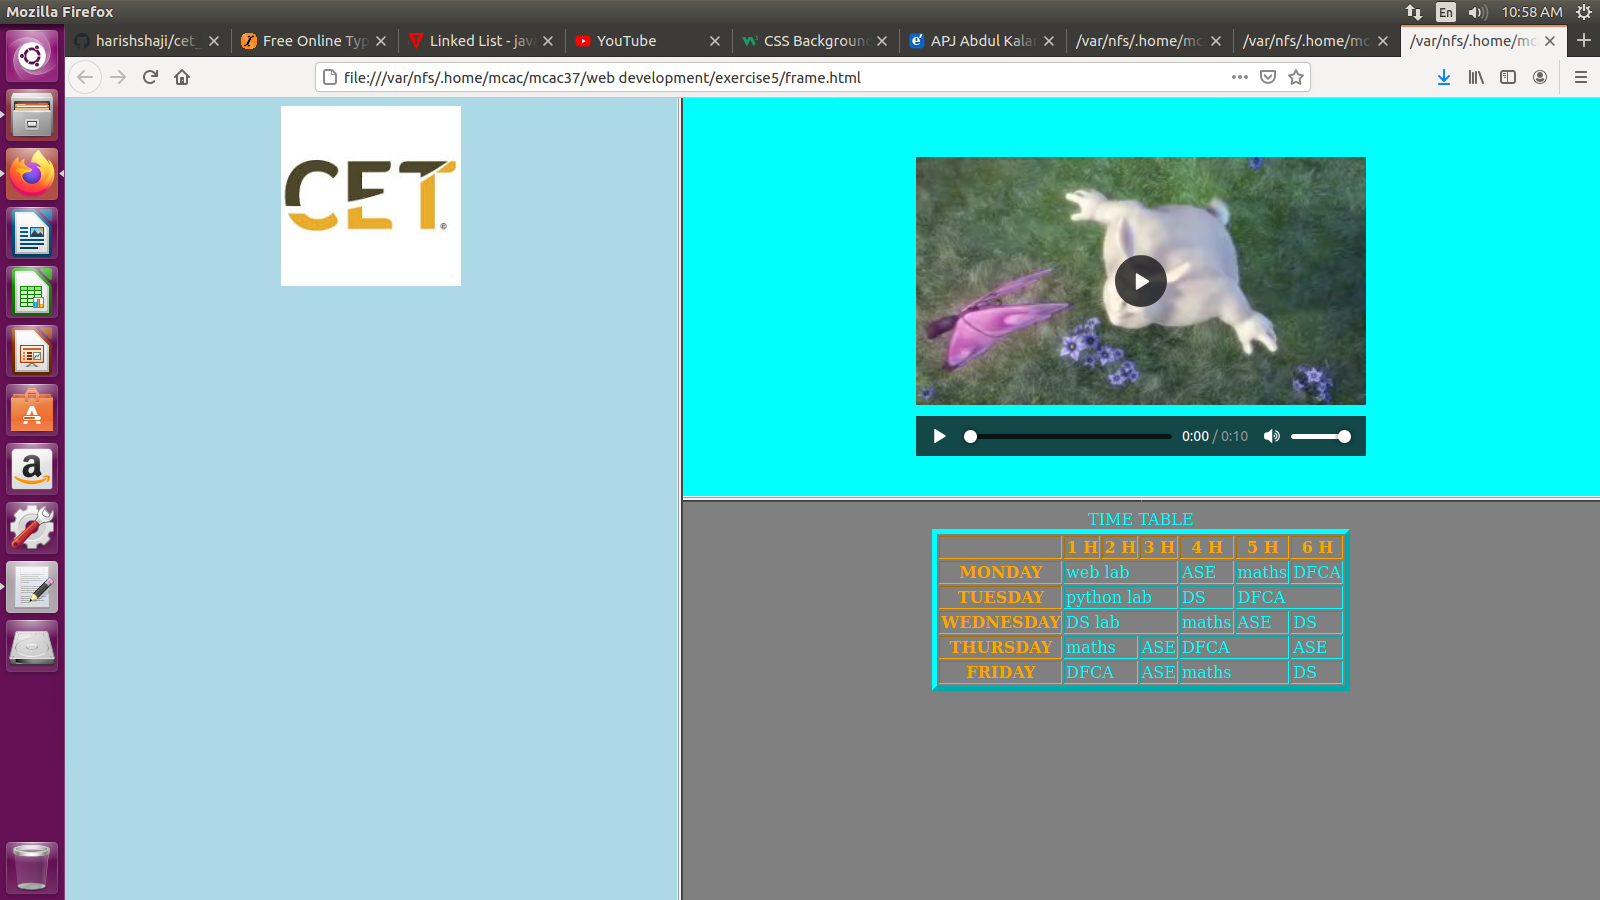 Mozilla Firefox
En
10:58 AM
harishshaji/cet_
Free Online Typ
Linked List - java
YouTube
CSS Background
APJ Abdul Kalam
/var/nfs/.home/mc
/var/nfs/.home/mc
/var/nfs/.home/mc
file:///var/nfs/.home/mcac/mcac37/web development/exercise5/frame.html
CET
0:00 / 0:10
TIME TABLE
1 H 2 H 3 H 4 H 5 H 6 H
MONDAY web lab ASE maths DFCA
TUESDAY python lab DS DFCA
WEDNESDAY DS lab maths ASE DS
THURSDAY maths ASE DFCA ASE
FRIDAY DFCA ASE maths DS